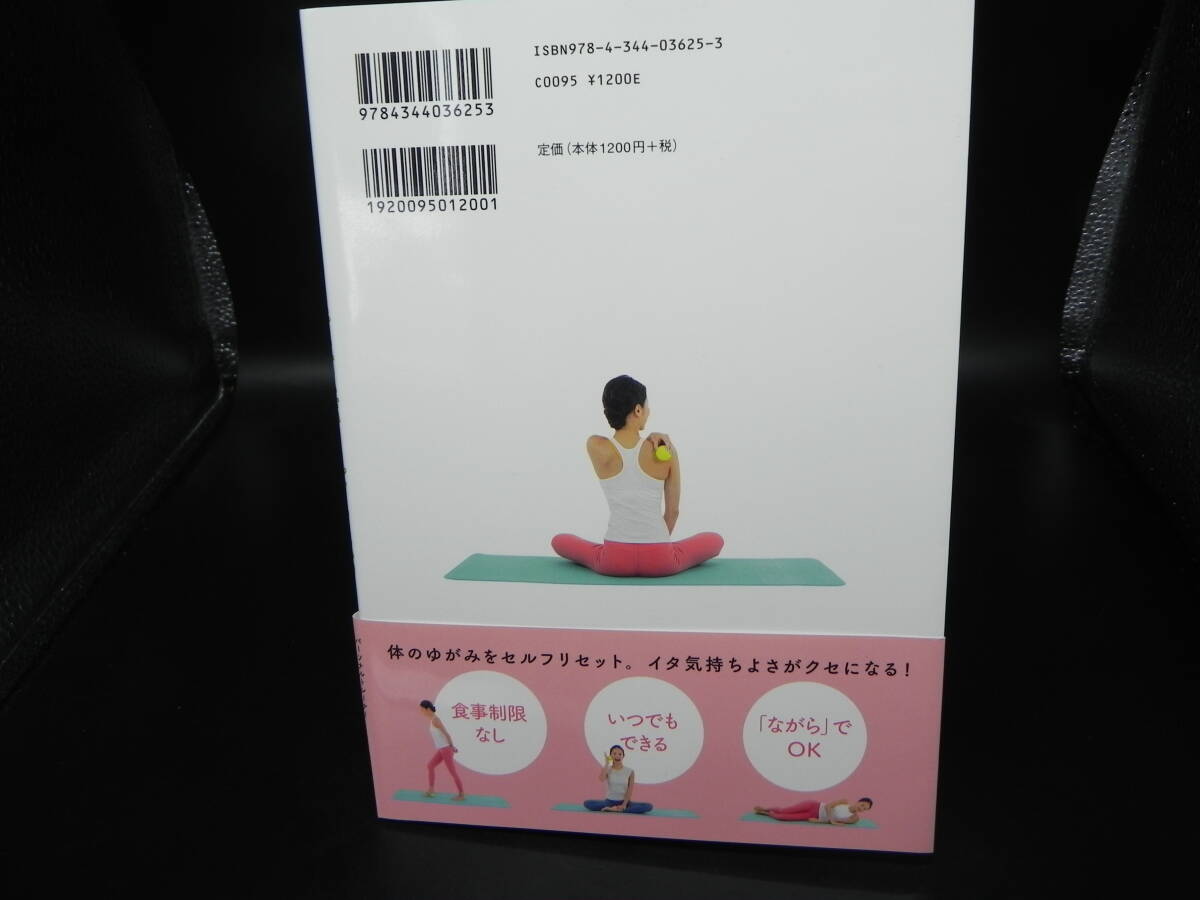 ISBN978-4-344-03625-3
C0095 ¥1200E
9784344036253
定価(本体1200円+税)
1920095012001
体のゆがみをセルフリセット。イタ気持ちよさがクセになる!
食事制限
なし
いつでも
できる
「ながら」で
OK